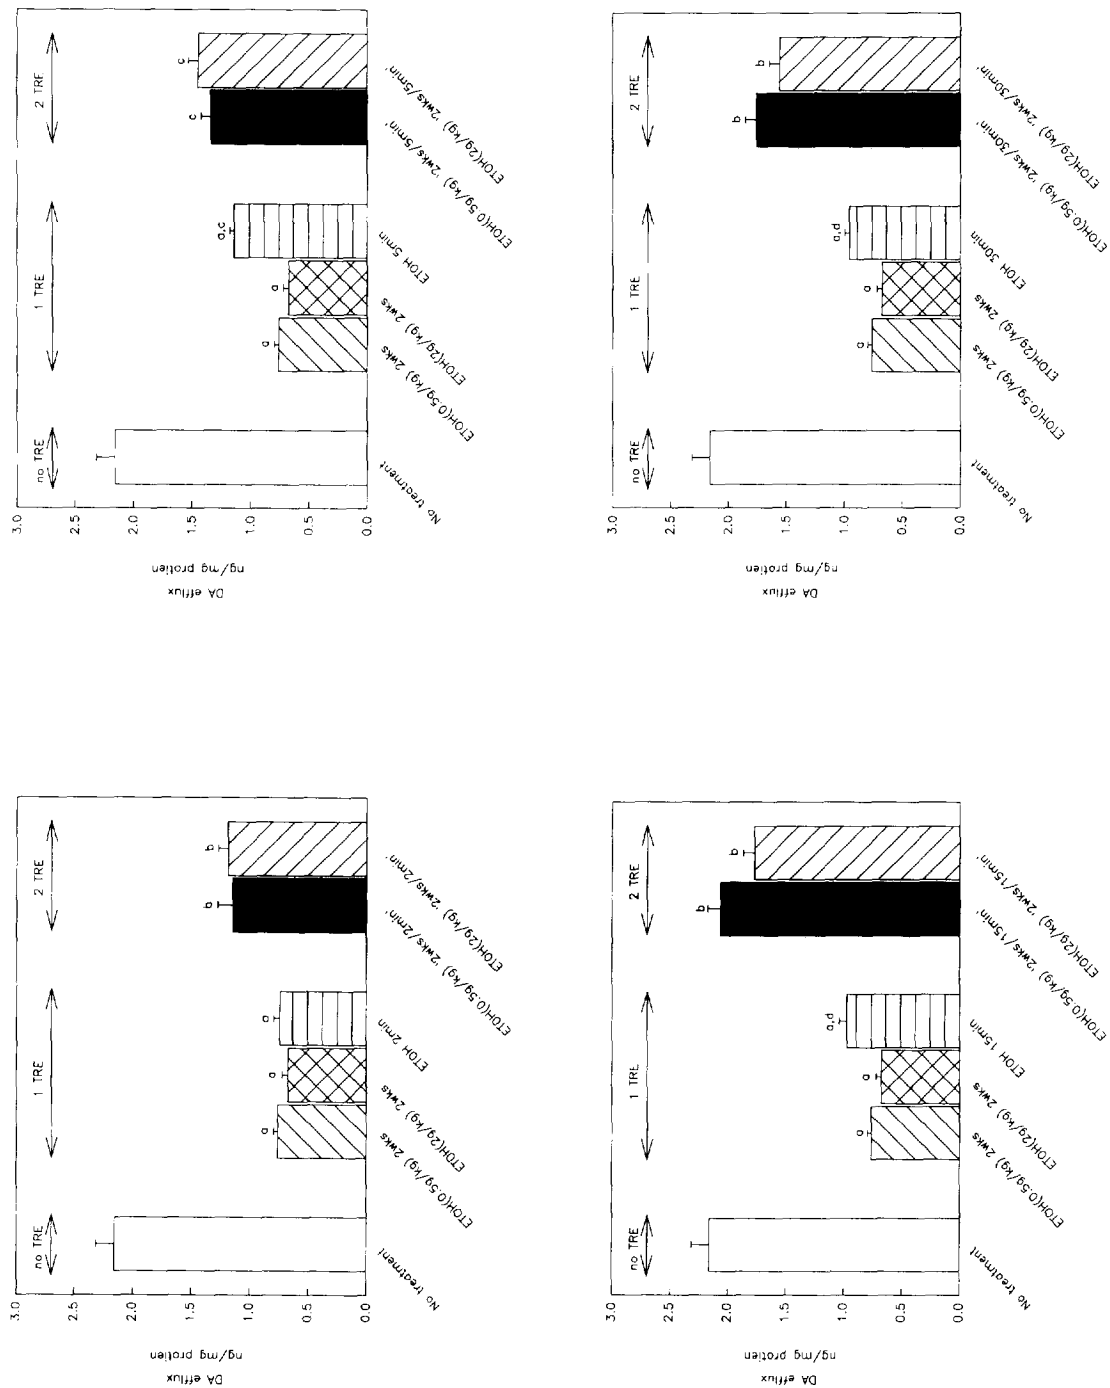 3.0
2.5
2.0
1.5
1.0
0.5
0.0
DA efflux
ng/mg protien
no TRE
1 TRE
2 TRE
a
a
a
b
b
No treatment
ETOH(0.5g/kg) 2wks
ETOH(2g/kg) 2wks
ETOH 2min
ETOH(0.5g/kg) '2wks/2min'
ETOH(2g/kg) '2wks/2min'
3.0
2.5
2.0
1.5
1.0
0.5
0.0
DA efflux
ng/mg protien
no TRE
1 TRE
2 TRE
a
a
a,c
c
c
No treatment
ETOH(0.5g/kg) 2wks
ETOH(2g/kg) 2wks
ETOH 5min
ETOH(0.5g/kg) '2wks/5min'
ETOH(2g/kg) '2wks/5min'
3.0
2.5
2.0
1.5
1.0
0.5
0.0
DA efflux
ng/mg protien
no TRE
1 TRE
2 TRE
a
a
a,d
b
b
No treatment
ETOH(0.5g/kg) 2wks
ETOH(2g/kg) 2wks
ETOH 15min
ETOH(0.5g/kg) '2wks/15min'
ETOH(2g/kg) '2wks/15min'
3.0
2.5
2.0
1.5
1.0
0.5
0.0
DA efflux
ng/mg protien
no TRE
1 TRE
2 TRE
a
a
a,d
b
b
No treatment
ETOH(0.5g/kg) 2wks
ETOH(2g/kg) 2wks
ETOH 30min
ETOH(0.5g/kg) '2wks/30min'
ETOH(2g/kg) '2wks/30min'